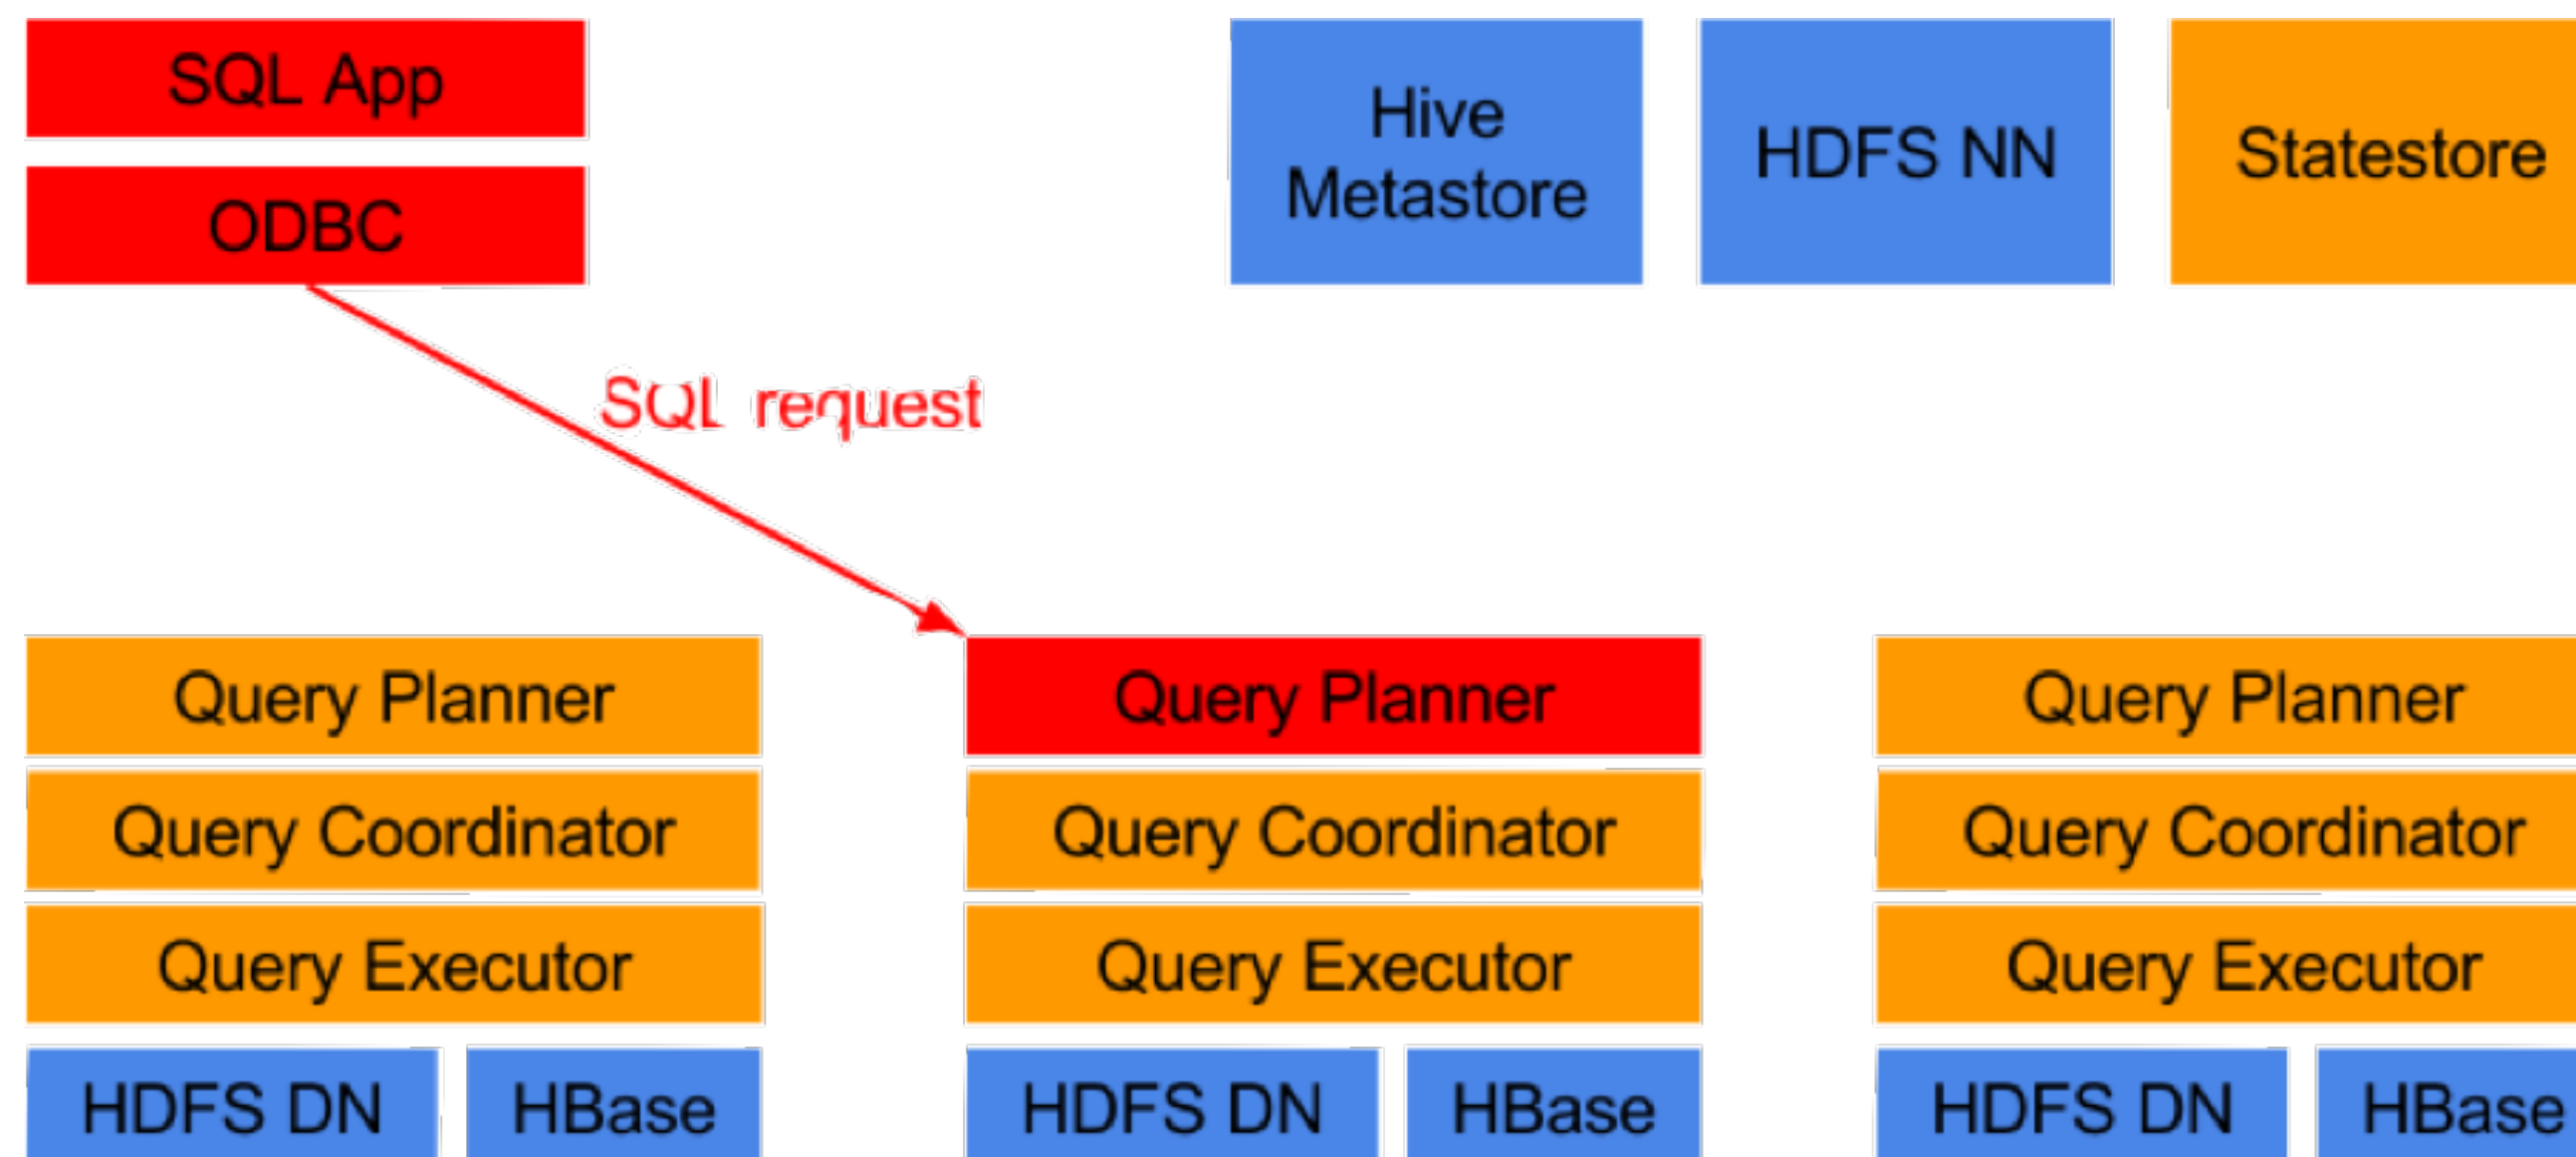 SQL App
ODBC
Hive
Metastore
HDFS NN
Statestore
SQL request
Query Planner
Query Coordinator
Query Executor
HDFS DN
HBase
Query Planner
Query Coordinator
Query Executor
HDFS DN
HBase
Query Planner
Query Coordinator
Query Executor
HDFS DN
HBase